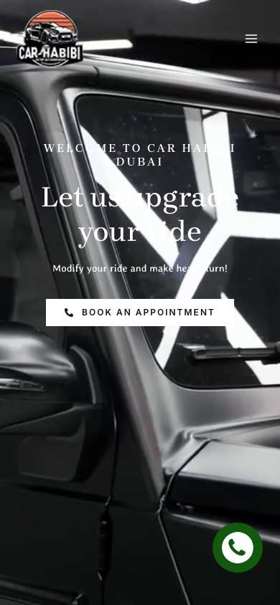 CAR-HABIBI
WELCOME TO CAR HABIBI
DUBAI
Let us upgrade
your ride
Modify your ride and make heads turn!
BOOK AN APPOINTMENT